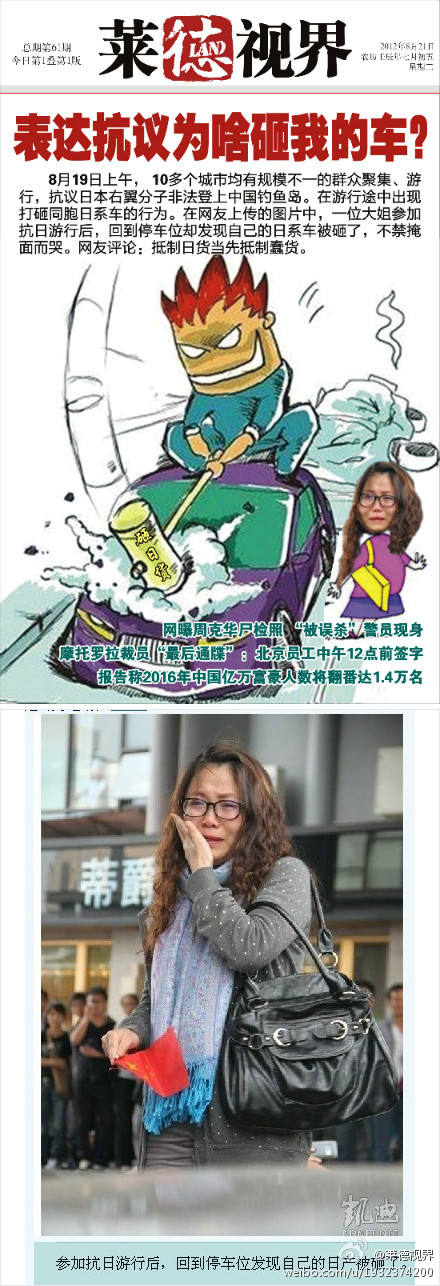 总期第61期
今日第1叠第1版
莱德视界
LAND
2012年8月21日
农历壬辰年七月初五
星期二
表达抗议为啥砸我的车?
8月19日上午，10多个城市均有规模不一的群众聚集、游
行，抗议日本右翼分子非法登上中国钓鱼岛。在游行途中出现
打砸同胞日系车的行为。在网友上传的图片中，一位大姐参加
抗日游行后，回到停车位却发现自己的日系车被砸了，不禁掩
面而哭。网友评论：抵制日货当先抵制蠢货。
砸日货
网曝周克华尸检照 “被误杀”警员现身
摩托罗拉裁员“最后通牒”：北京员工中午12点前签字
报告称2016年中国亿万富豪人数将翻番达1.4万名
蒂爵
凯迪
参加抗日游行后，回到停车位发现自己的日产被砸了。
@莱德视界
weibo.com/u/1932374200